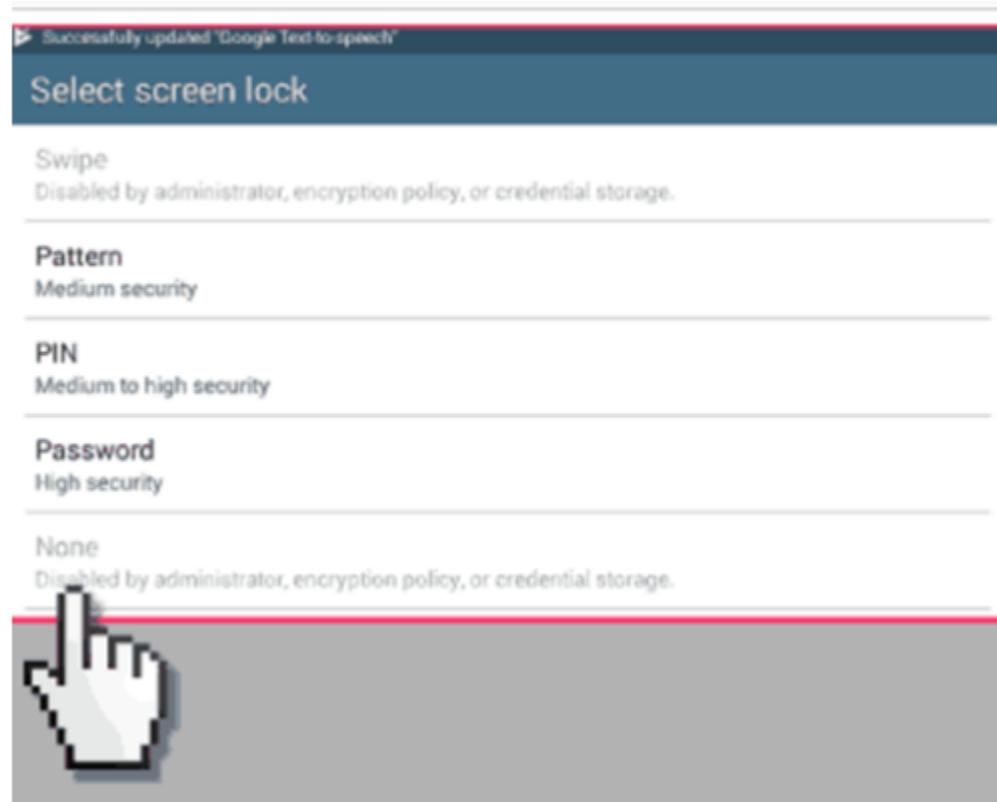 Successfully updated "Google Text-to-speech"
Select screen lock
Swipe
Disabled by administrator, encryption policy, or credential storage.
Pattern
Medium security
PIN
Medium to high security
Password
High security
None
Disabled by administrator, encryption policy, or credential storage.